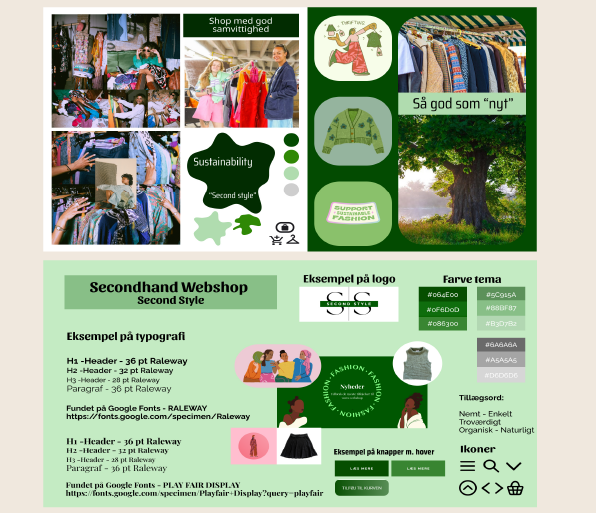 Shop med god
samvittighed
THRIFTING
Så god som “nyt”
Sustainability
“Second style”
SUPPORT
SUSTAINABLE
FASHION
Secondhand Webshop
Second Style
Eksempel på logo
SS
SECOND STYLE
Farve tema
#064E00
#0F6D0D
#086300
#5C915A
#88BF87
#B3D7B2
#6A6A6A
#A5A5A5
#D6D6D6
Eksempel på typografi
H1 -Header - 36 pt Raleway
H2 -Header - 32 pt Raleway
H3 -Header - 28 pt Raleway
Paragraf - 36 pt Raleway
Fundet på Google Fonts - RALEWAY
https://fonts.google.com/specimen/Raleway
FASHION · FASHION · FASHION · FASHION ·
Nyheder
Tillægsord:
Nemt - Enkelt
Troværdigt
Organisk - Naturligt
H1 -Header - 36 pt Raleway
H2 -Header - 32 pt Raleway
H3 -Header - 28 pt Raleway
Paragraf - 36 pt Raleway
Fundet på Google Fonts - PLAY FAIR DISPLAY
https://fonts.google.com/specimen/Playfair+Display?query=playfair
Eksempel på knapper m. hover
LÆS MERE
LÆS MERE
TILFØJ TIL KURVEN
Ikoner